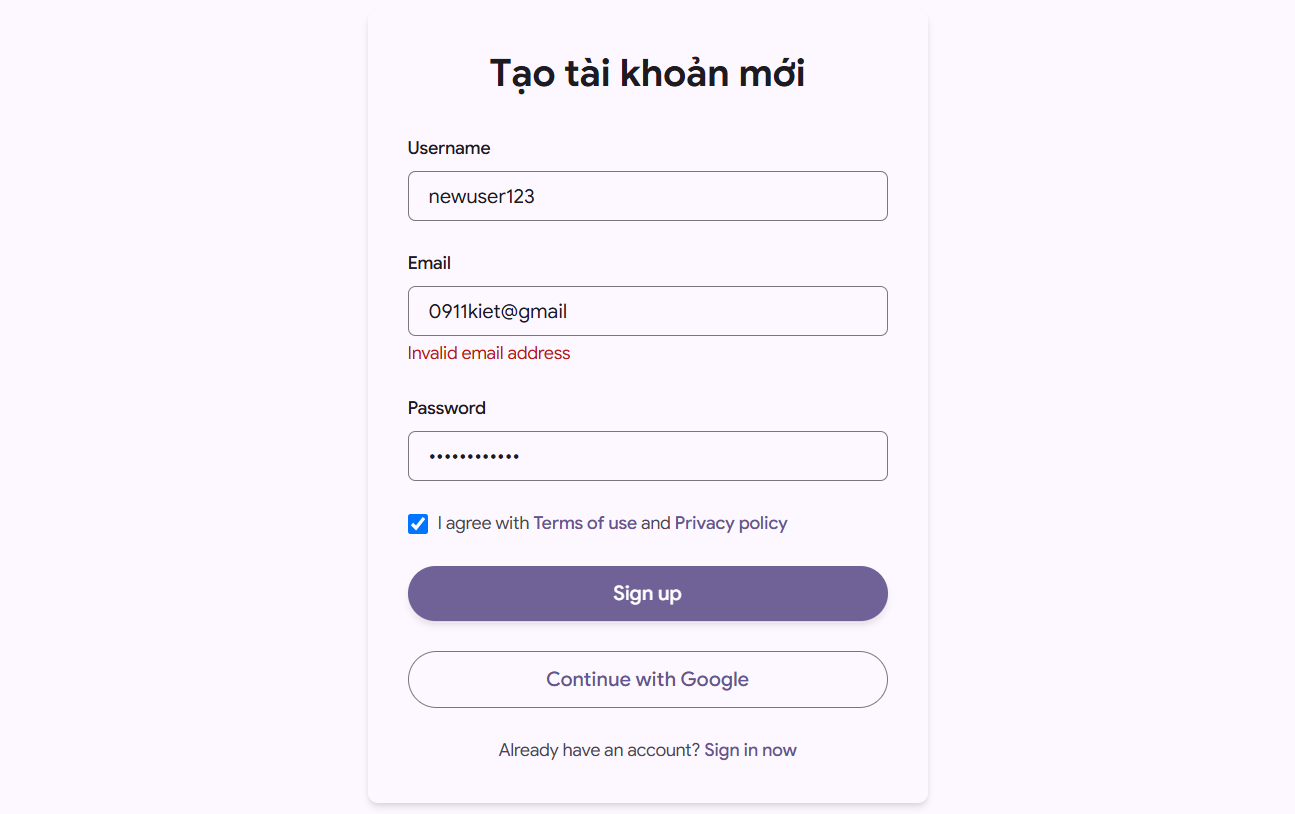 Tạo tài khoản mới
Username
newuser123
Email
0911kiet@gmail
Invalid email address
Password
••••••••••••
I agree with Terms of use and Privacy policy
Sign up
Continue with Google
Already have an account? Sign in now